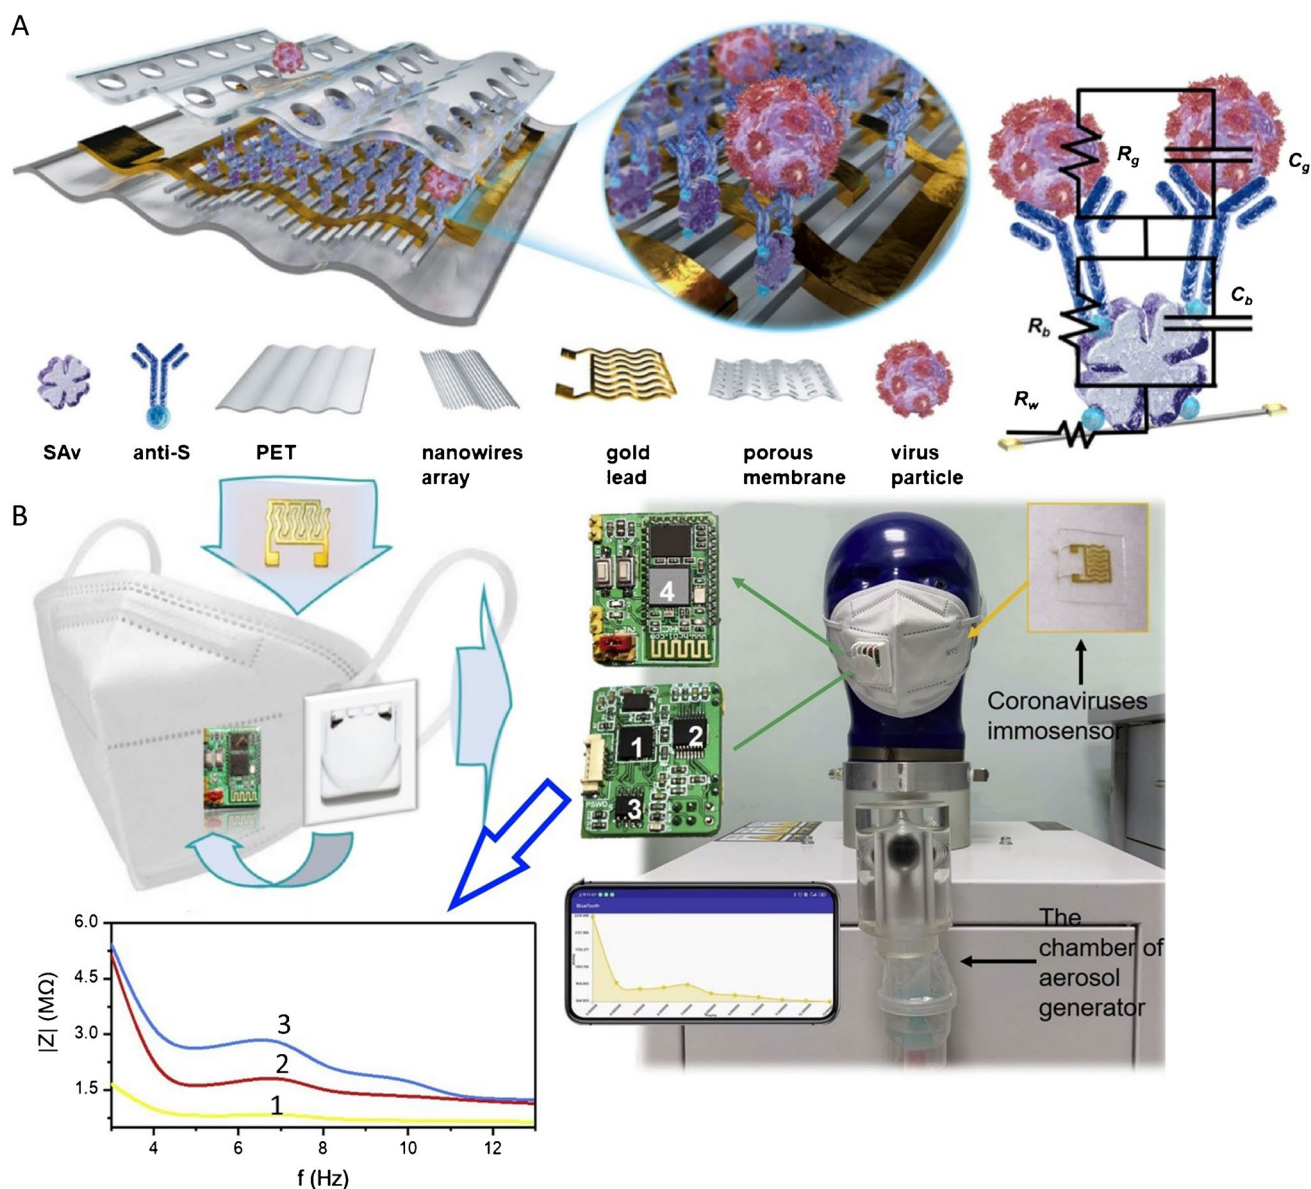 A
R_g
C_g
R_b
C_b
R_w
SAv
anti-S
PET
nanowires
array
gold
lead
porous
membrane
virus
particle
B
4
1
2
3
PSWD
N95
Coronaviruses
immosensor
The
chamber of
aerosol
generator
BlueTooth
6.0
4.5
3.0
1.5
|Z| (MΩ)
3
2
1
4
6
8
10
12
f (Hz)